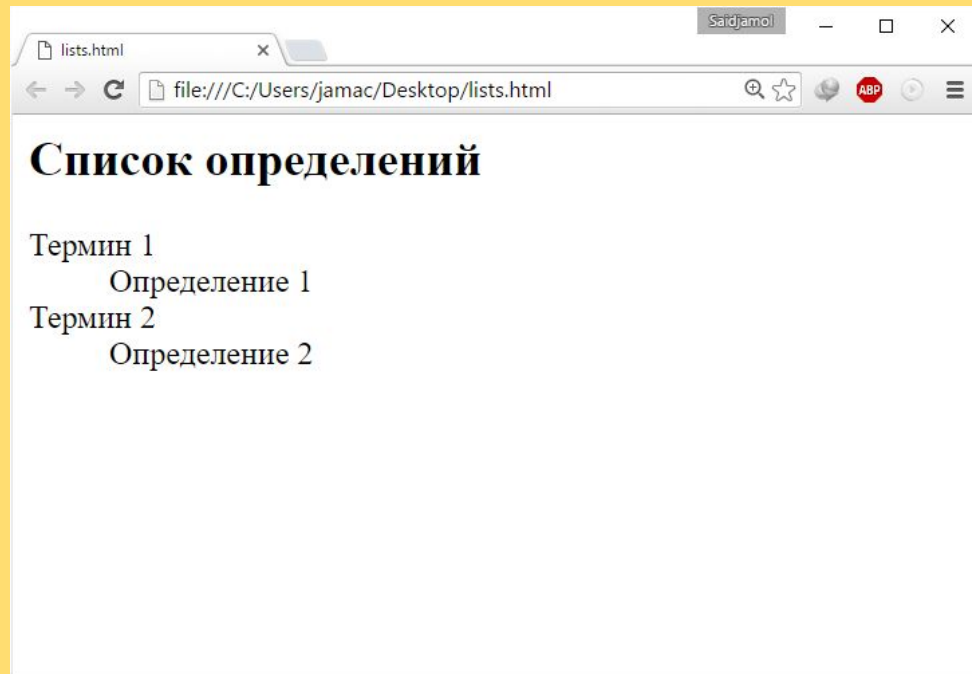 Saidjamol
lists.html
file:///C:/Users/jamac/Desktop/lists.html
ABP
Список определений
Термин 1
Определение 1
Термин 2
Определение 2